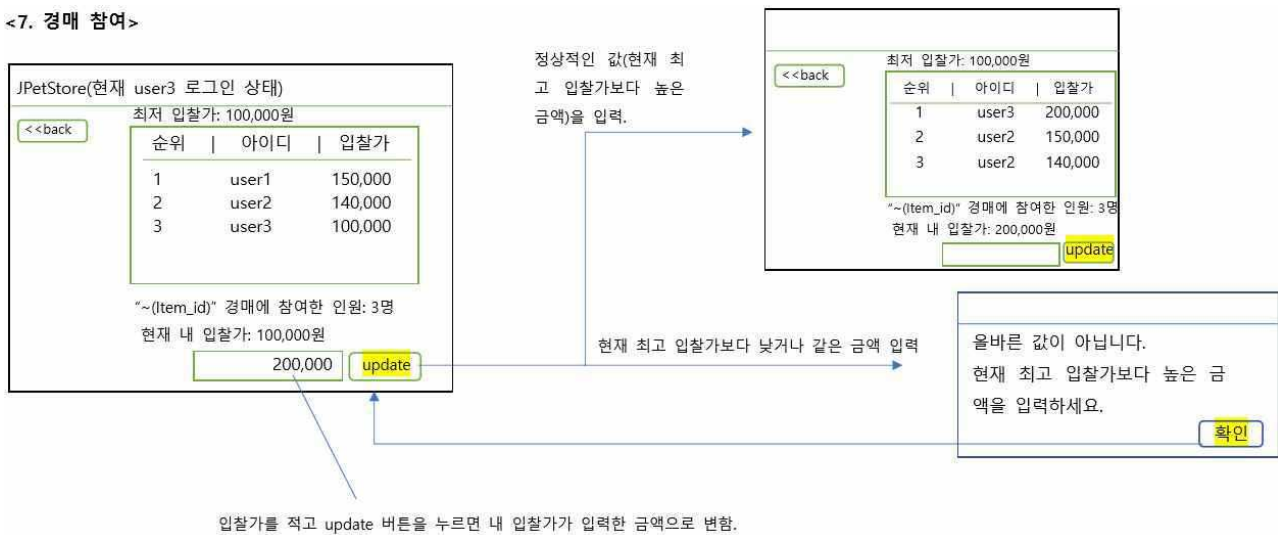 <7. 경매 참여>
JPetStore(현재 user3 로그인 상태)
<<back
최저 입찰가: 100,000원
순위 | 아이디 | 입찰가
1 user1 150,000
2 user2 140,000
3 user3 100,000
"~(Item_id)" 경매에 참여한 인원: 3명
현재 내 입찰가: 100,000원
200,000 update
입찰가를 적고 update 버튼을 누르면 내 입찰가가 입력한 금액으로 변함.
정상적인 값(현재 최
고 입찰가보다 높은
금액)을 입력.
<<back
최저 입찰가: 100,000원
순위 | 아이디 | 입찰가
1 user3 200,000
2 user2 150,000
3 user2 140,000
"~(Item_id)" 경매에 참여한 인원: 3명
현재 내 입찰가: 200,000원
update
현재 최고 입찰가보다 낮거나 같은 금액 입력
올바른 값이 아닙니다.
현재 최고 입찰가보다 높은 금
액을 입력하세요.
확인